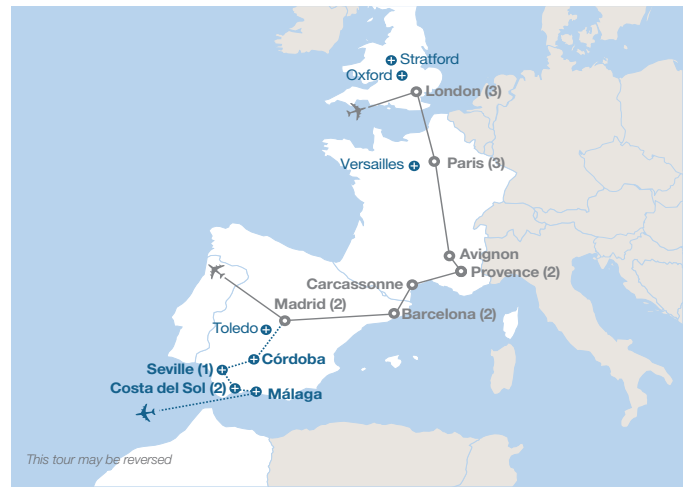 Stratford
Oxford
London (3)
Versailles
Paris (3)
Avignon
Provence (2)
Carcassonne
Madrid (2)
Barcelona (2)
Toledo
Córdoba
Seville (1)
Costa del Sol (2)
Málaga
This tour may be reversed